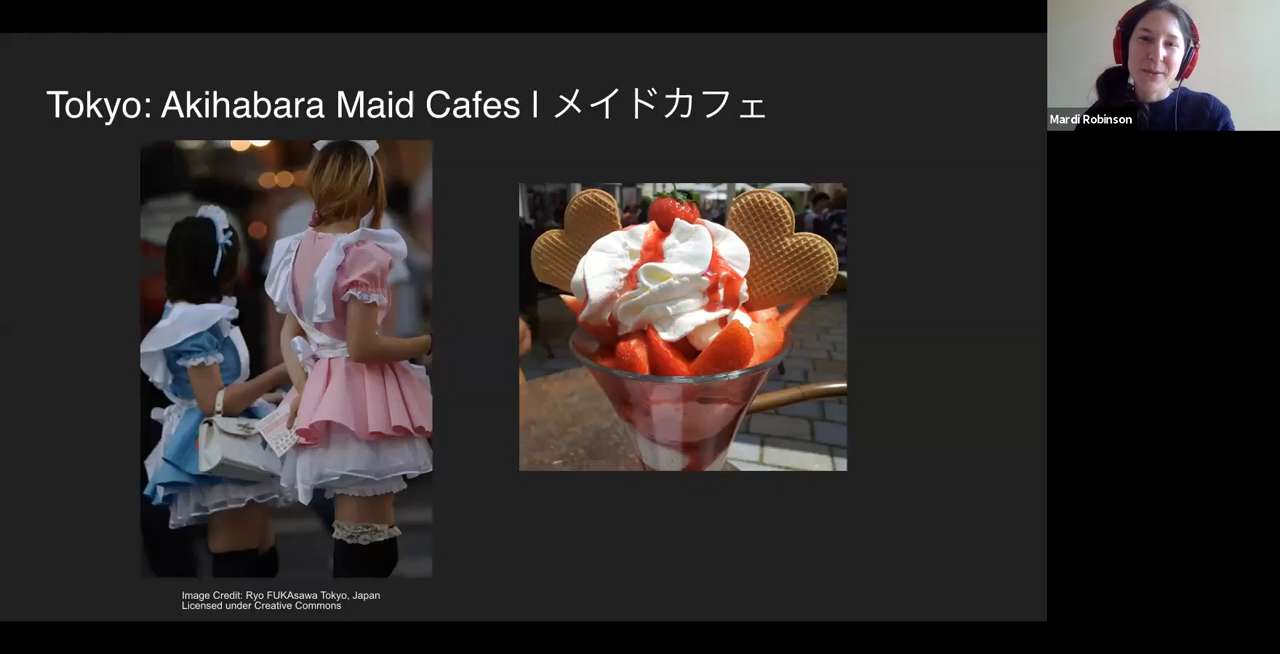 Tokyo: Akihabara Maid Cafes | メイドカフェ
Mardi Robinson
Image Credit: Ryo FUKAsawa Tokyo, Japan
Licensed under Creative Commons